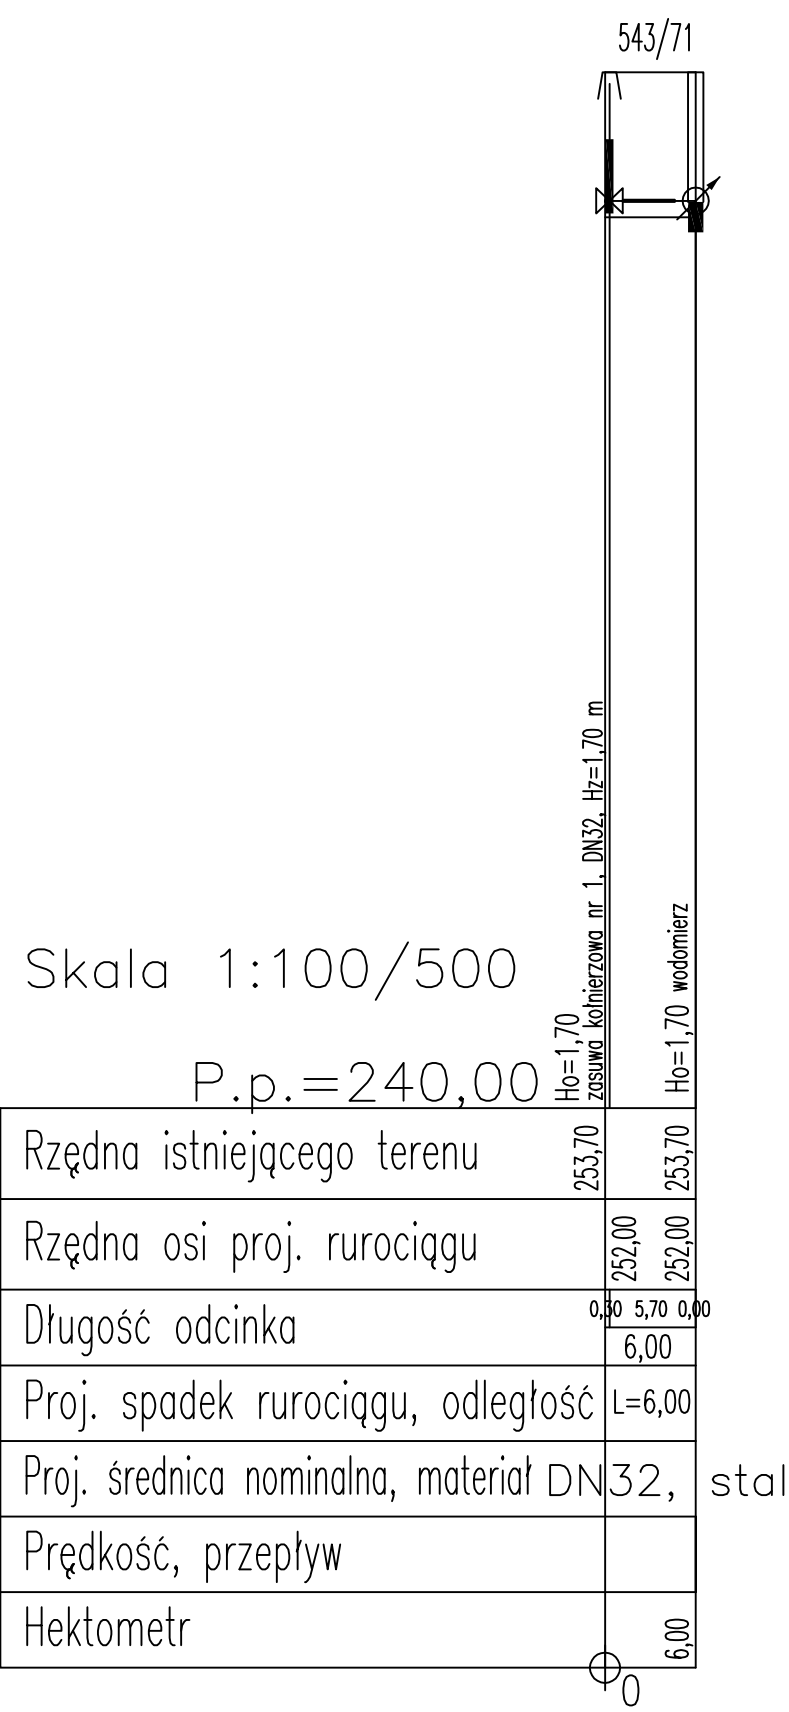 543/71
Skala 1:100/500
P.p.=240,00
Ho=1,70
zasuwa kołnierzowa nr 1, DN32, Hz=1,70 m
Ho=1,70 wodomierz
Rzędna istniejącego terenu 253,70 253,70
Rzędna osi proj. rurociągu 252,00 252,00
Długość odcinka 0,30 5,70 0,00
6,00
Proj. spadek rurociągu, odległość L=6,00
Proj. średnica nominalna, materiał DN32, stal
Prędkość, przepływ
Hektometr 6,00
0